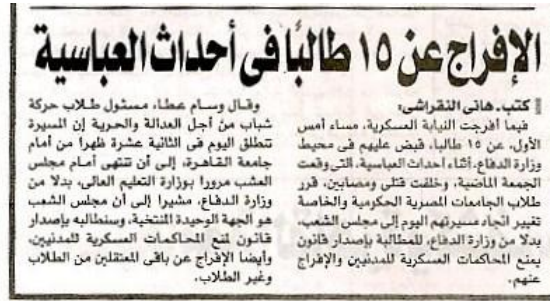 الإفراج عن ١٥ طالبًا فى أحداث العباسية
كتب ـ هانى النقراشى:
فيما أفرجت النيابة العسكرية، مساء أمس
الأول، عن ١٥ طالبا، قبض عليهم فى محيط
وزارة الدفاع، أثناء أحداث العباسية، التى وقعت
الجمعة الماضية، وخلفت قتلى ومصابين، قرر
طلاب الجامعات المصرية الحكومية والخاصة
تغيير اتجاه مسيرتهم اليوم إلى مجلس الشعب،
بدلا من وزارة الدفاع، للمطالبة بإصدار قانون
يمنع المحاكمات العسكرية للمدنيين والإفراج
عنهم.
وقال وسام عطا، مسئول طلاب حركة
شباب من أجل العدالة والحرية إن المسيرة
تنطلق اليوم فى الثانية عشرة ظهرا من أمام
جامعة القاهرة، إلى أن تنتهى أمام مجلس
العشب مرورا بوزارة التعليم العالى، بدلا من
وزارة الدفاع، مشيرا إلى أن مجلس الشعب
هو الجهة الوحيدة المنتخبة، وسنطالبه بإصدار
قانون لمنع المحاكمات العسكرية للمدنيين،
وأيضا الإفراج عن باقى المعتقلين من الطلاب
وغير الطلاب.